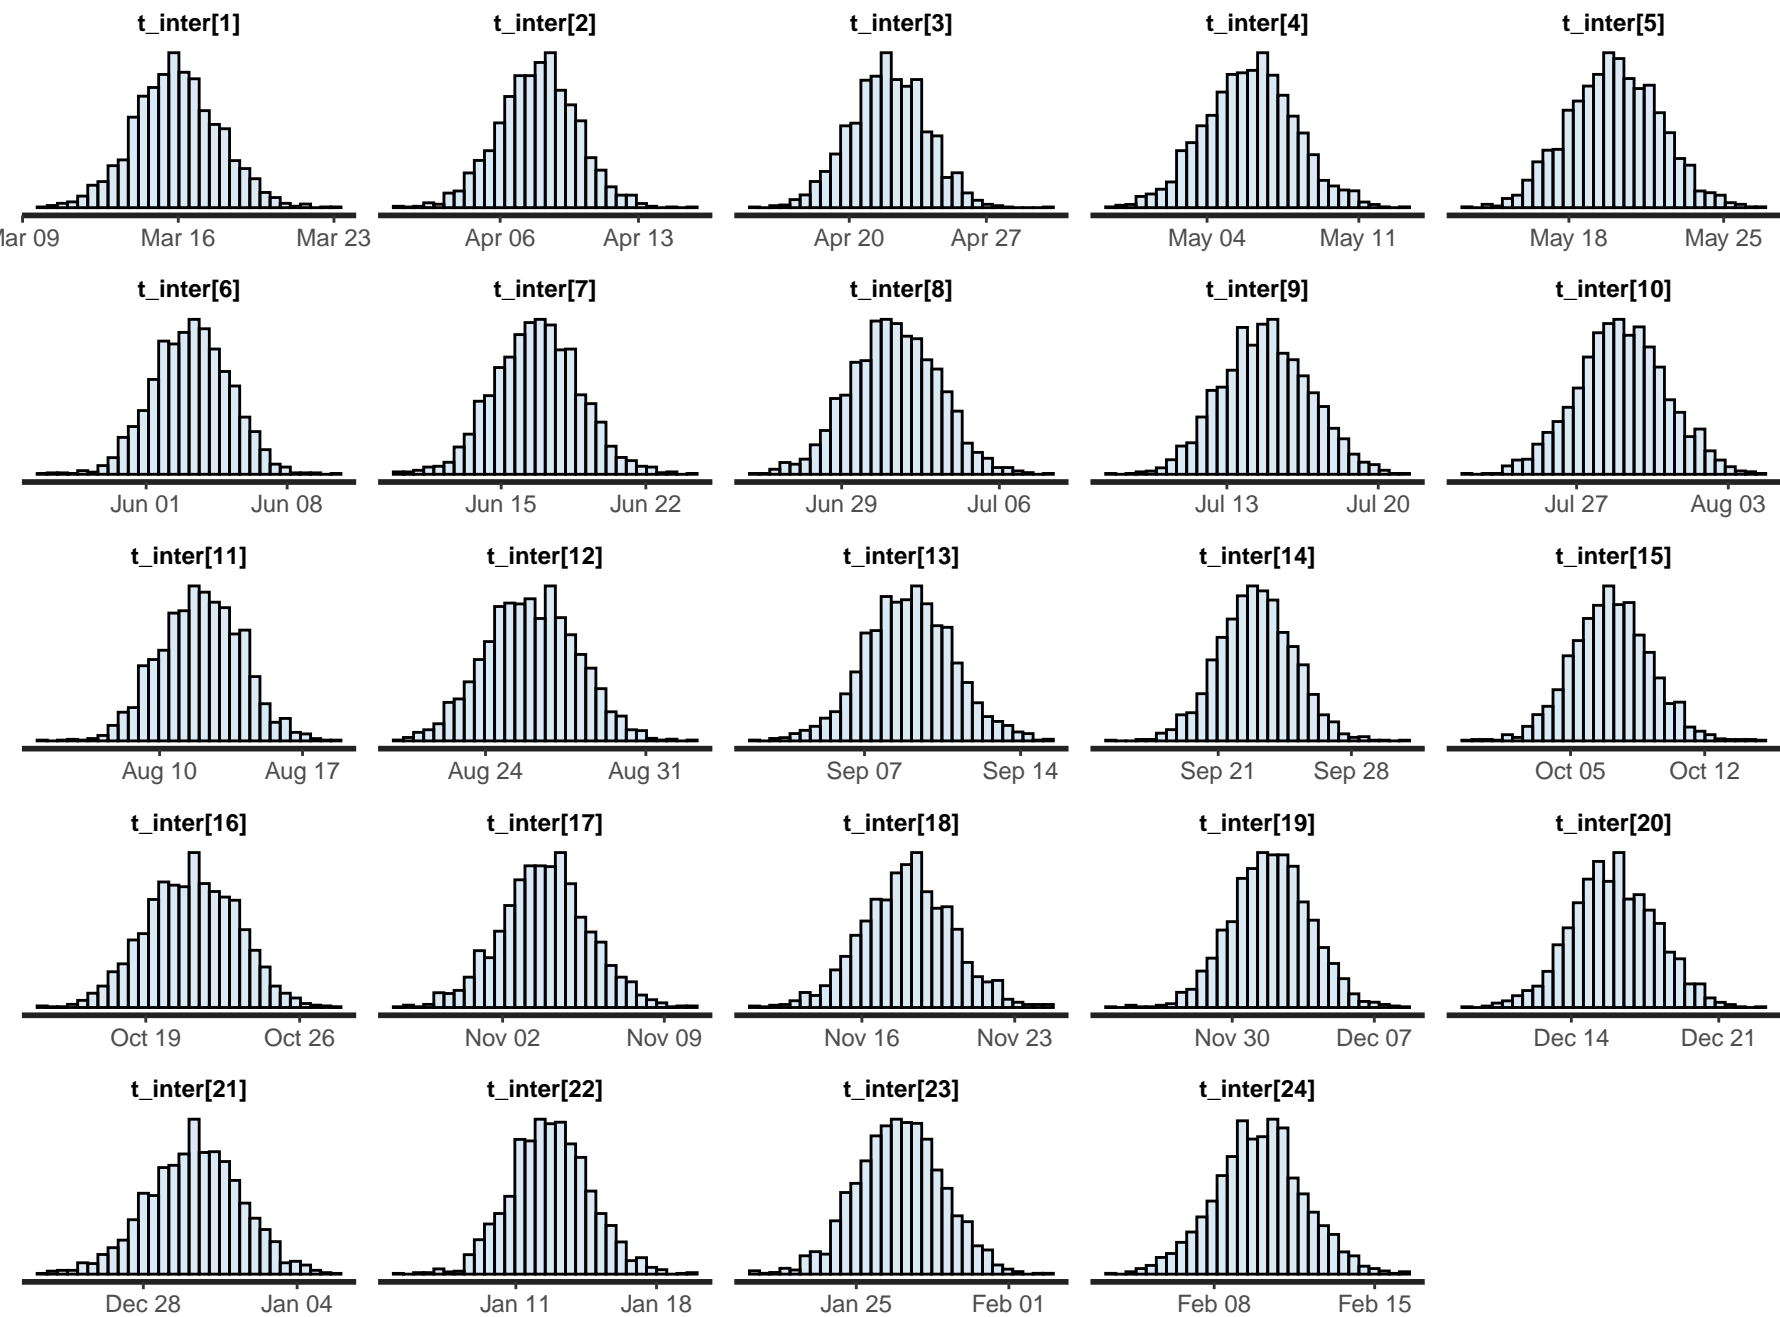 t_inter[1] t_inter[2] t_inter[3] t_inter[4] t_inter[5]
Mar 09 Mar 16 Mar 23 Apr 06 Apr 13 Apr 20 Apr 27 May 04 May 11 May 18 May 25
t_inter[6] t_inter[7] t_inter[8] t_inter[9] t_inter[10]
Jun 01 Jun 08 Jun 15 Jun 22 Jun 29 Jul 06 Jul 13 Jul 20 Jul 27 Aug 03
t_inter[11] t_inter[12] t_inter[13] t_inter[14] t_inter[15]
Aug 10 Aug 17 Aug 24 Aug 31 Sep 07 Sep 14 Sep 21 Sep 28 Oct 05 Oct 12
t_inter[16] t_inter[17] t_inter[18] t_inter[19] t_inter[20]
Oct 19 Oct 26 Nov 02 Nov 09 Nov 16 Nov 23 Nov 30 Dec 07 Dec 14 Dec 21
t_inter[21] t_inter[22] t_inter[23] t_inter[24]
Dec 28 Jan 04 Jan 11 Jan 18 Jan 25 Feb 01 Feb 08 Feb 15